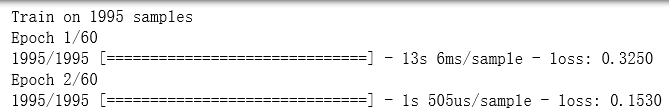 Train on 1995 samples
Epoch 1/60
1995/1995 [==============================] - 13s 6ms/sample - loss: 0.3250
Epoch 2/60
1995/1995 [==============================] - 1s 505us/sample - loss: 0.1530